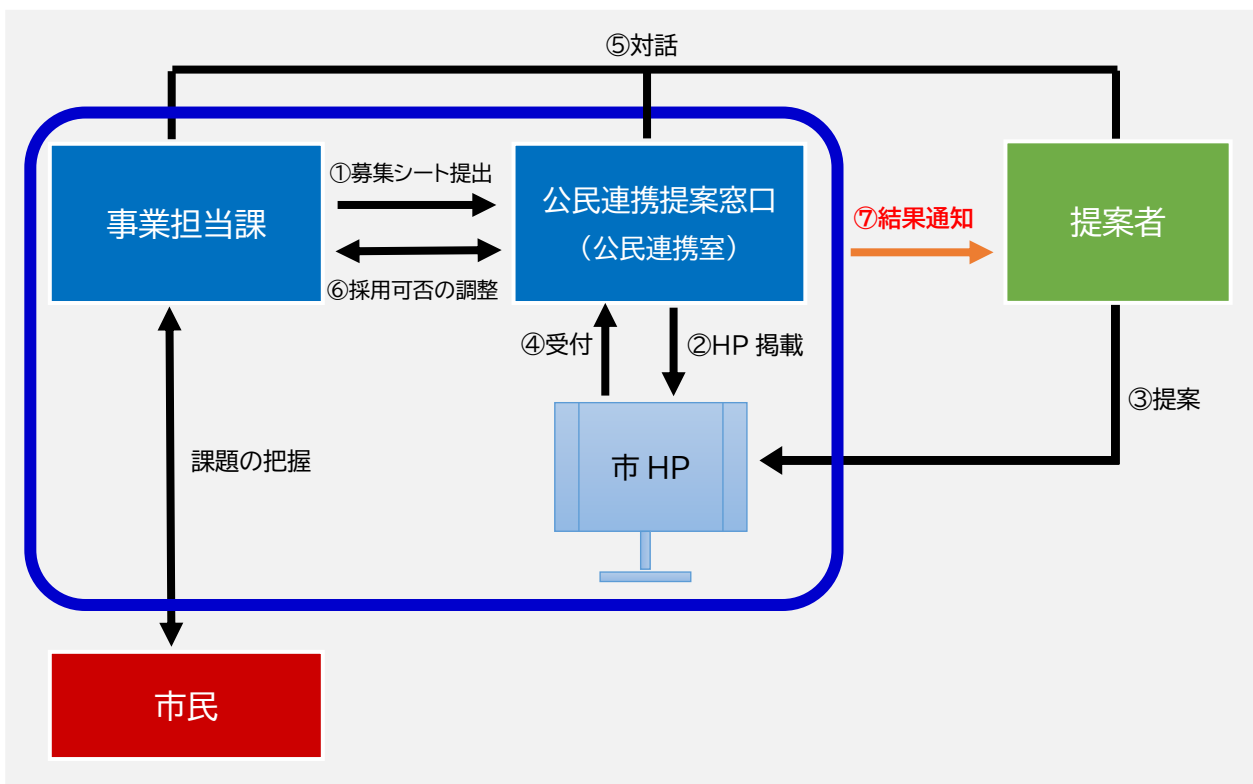 ⑤対話
①募集シート提出
事業担当課
公民連携提案窓口
（公民連携室）
⑦結果通知
提案者
⑥採用可否の調整
④受付
②HP 掲載
③提案
課題の把握
市 HP
市民